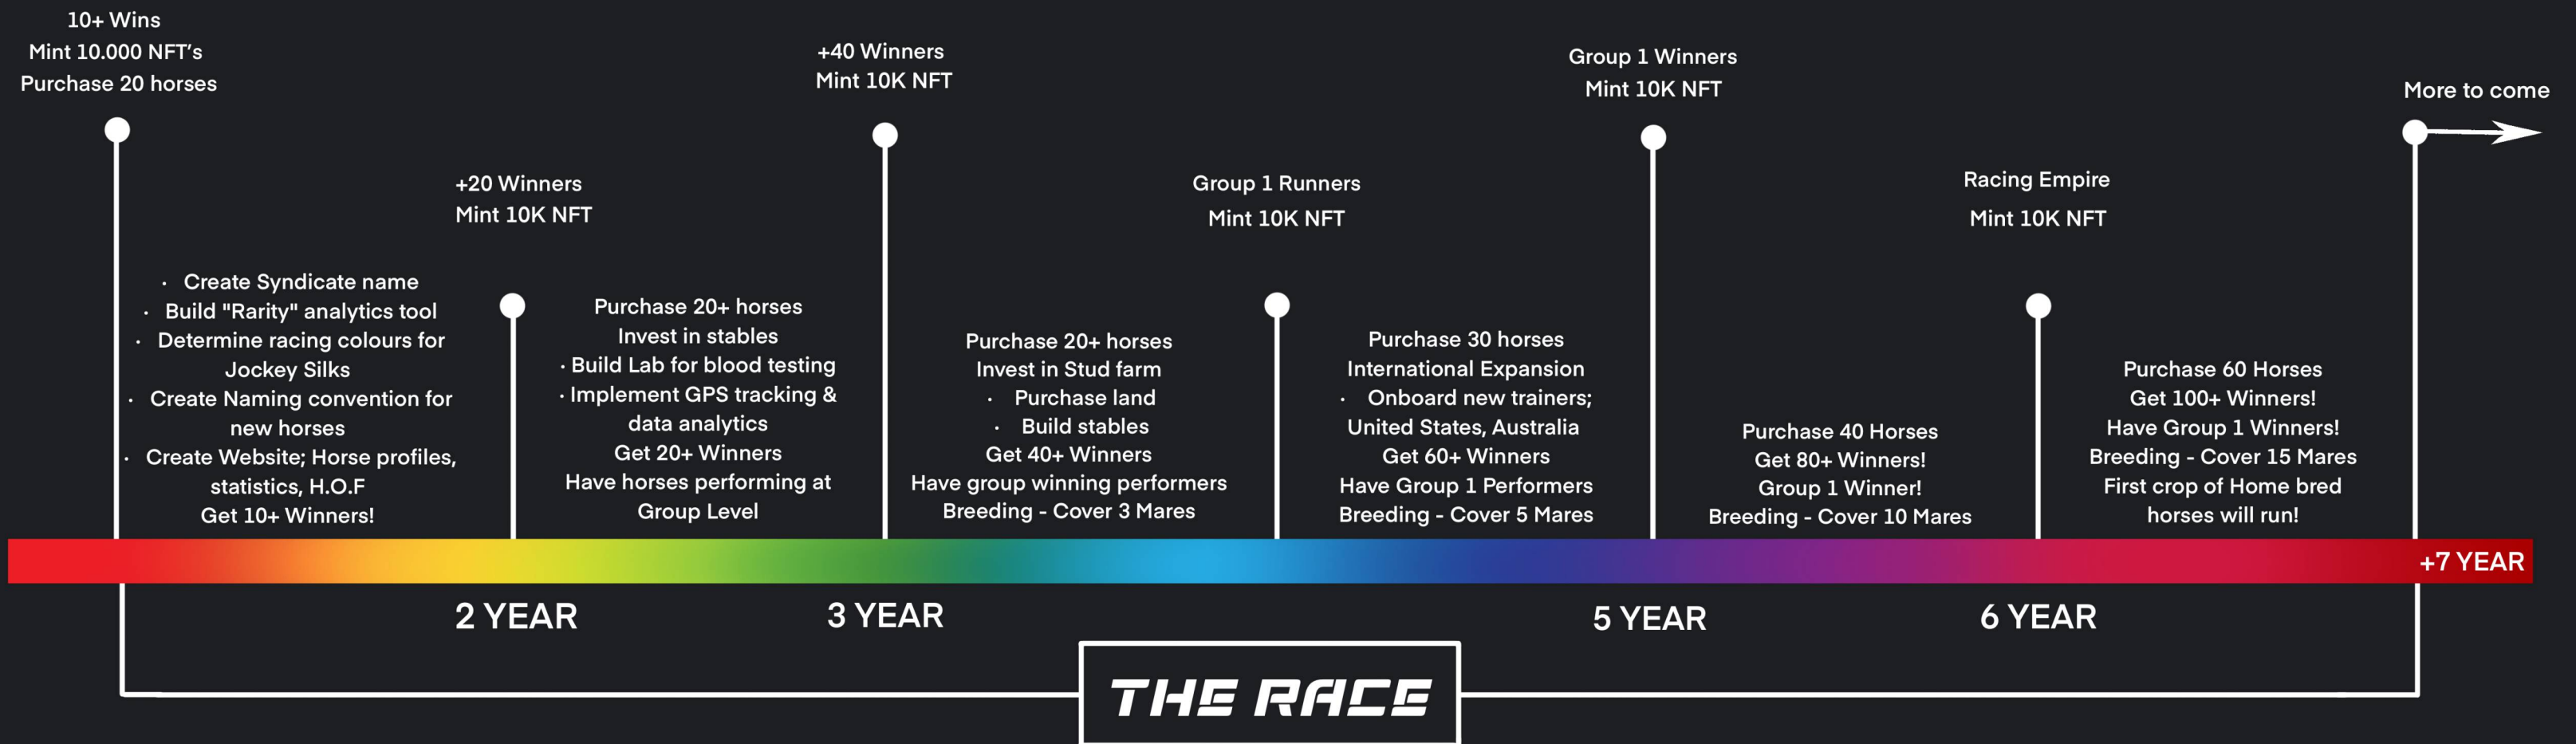 10+ Wins
Mint 10.000 NFT's
Purchase 20 horses
· Create Syndicate name
· Build "Rarity" analytics tool
· Determine racing colours for
Jockey Silks
· Create Naming convention for
new horses
· Create Website; Horse profiles,
statistics, H.O.F
Get 10+ Winners!
+20 Winners
Mint 10K NFT
Purchase 20+ horses
Invest in stables
· Build Lab for blood testing
· Implement GPS tracking &
data analytics
Get 20+ Winners
Have horses performing at
Group Level
+40 Winners
Mint 10K NFT
Purchase 20+ horses
Invest in Stud farm
· Purchase land
· Build stables
Get 40+ Winners
Have group winning performers
Breeding - Cover 3 Mares
Group 1 Runners
Mint 10K NFT
Purchase 30 horses
International Expansion
· Onboard new trainers;
United States, Australia
Get 60+ Winners
Have Group 1 Performers
Breeding - Cover 5 Mares
Group 1 Winners
Mint 10K NFT
Purchase 40 Horses
Get 80+ Winners!
Group 1 Winner!
Breeding - Cover 10 Mares
Racing Empire
Mint 10K NFT
Purchase 60 Horses
Get 100+ Winners!
Have Group 1 Winners!
Breeding - Cover 15 Mares
First crop of Home bred
horses will run!
More to come
+7 YEAR
2 YEAR
3 YEAR
5 YEAR
6 YEAR
THE RACE